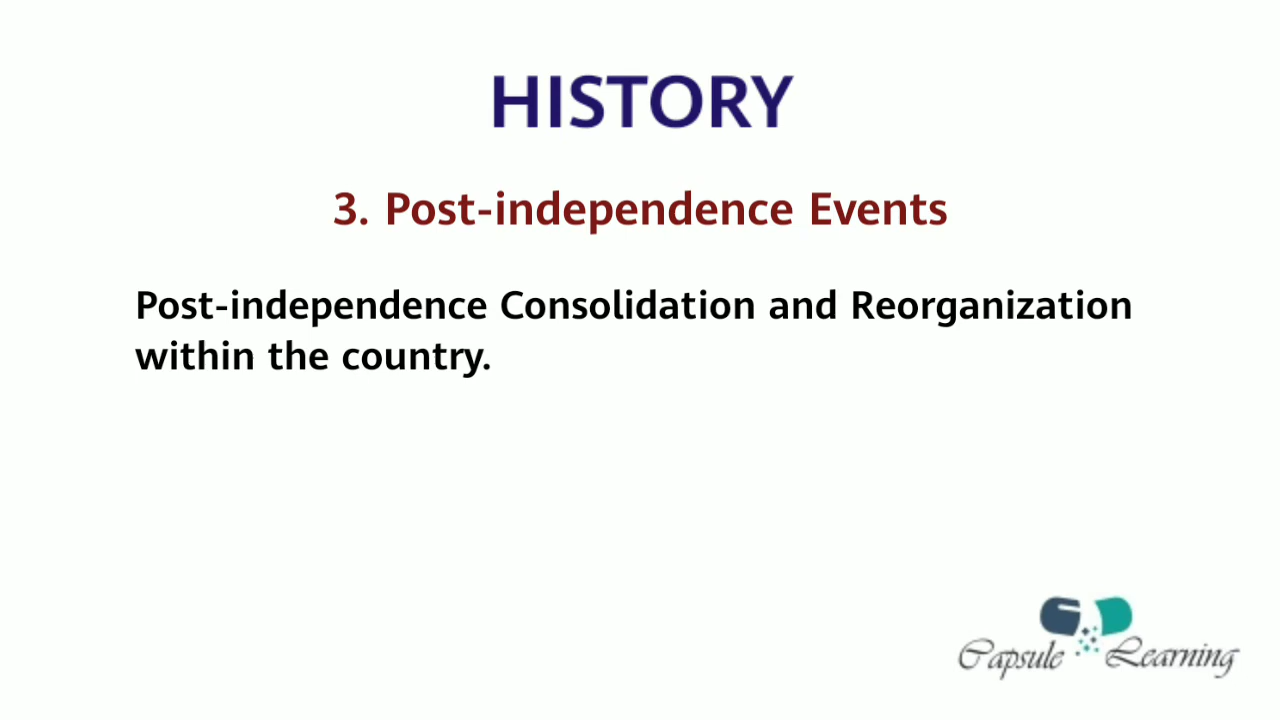 HISTORY
3. Post-independence Events
Post-independence Consolidation and Reorganization
within the country.
Capsule Learning